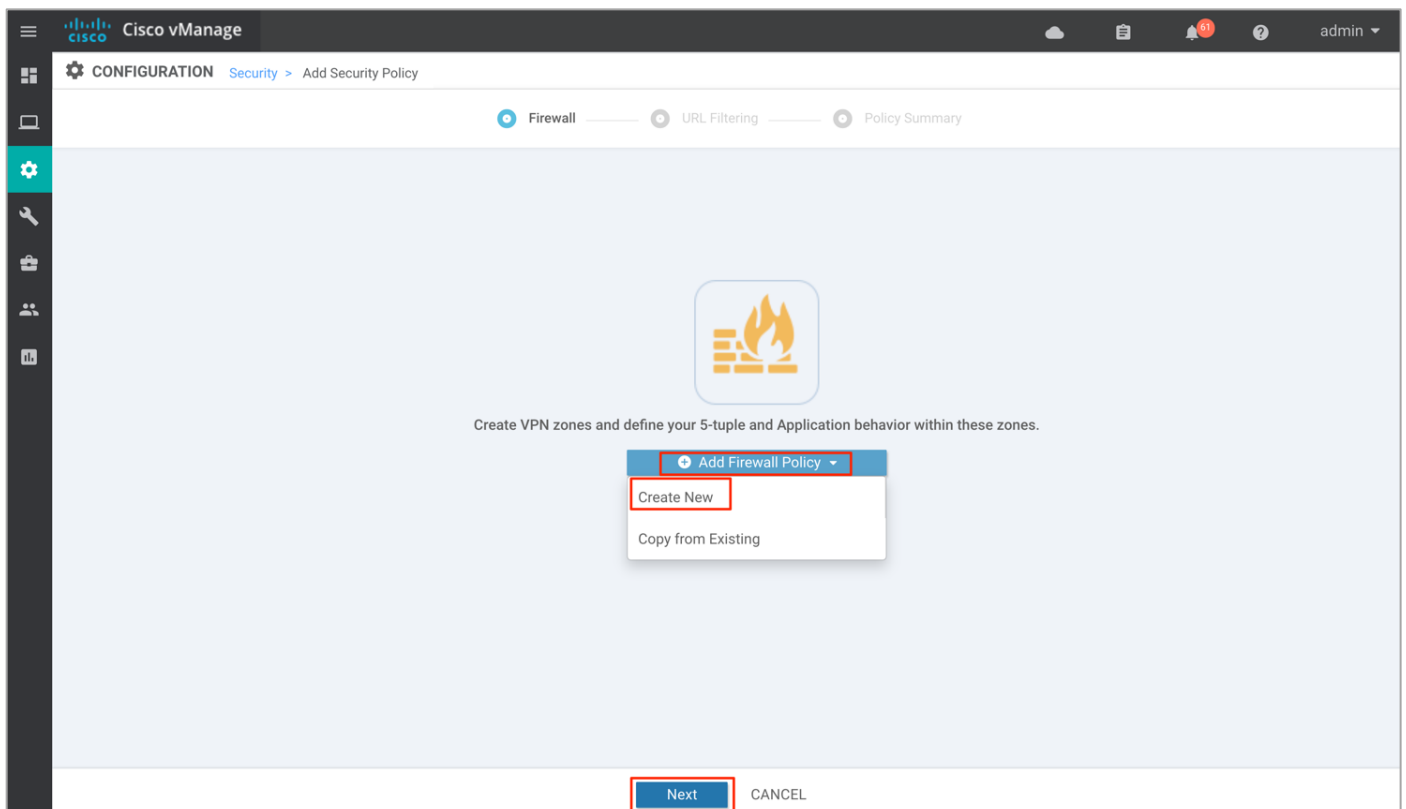 CISCO Cisco vManage
61
admin
CONFIGURATION Security > Add Security Policy
Firewall URL Filtering Policy Summary
Create VPN zones and define your 5-tuple and Application behavior within these zones.
Add Firewall Policy
Create New
Copy from Existing
Next CANCEL